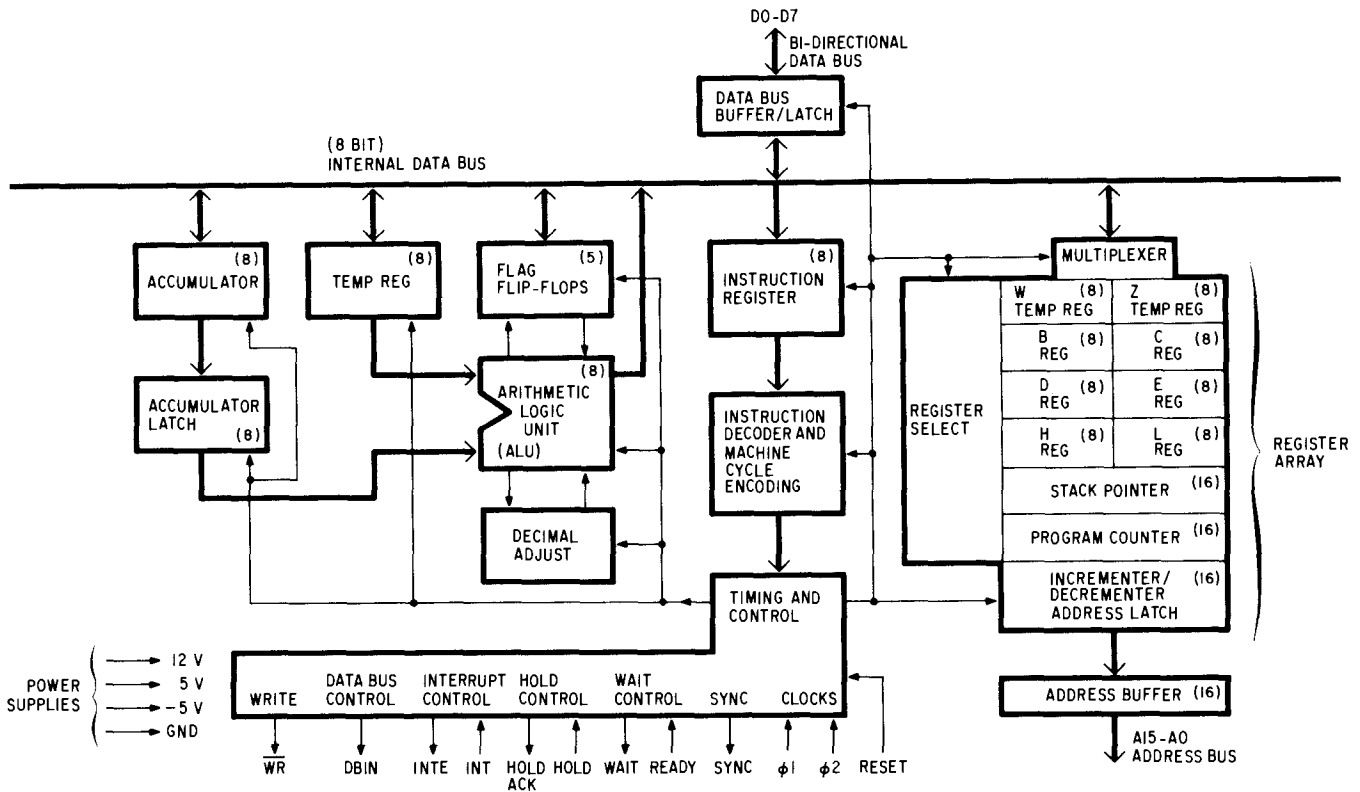 D0-D7
BI-DIRECTIONAL
DATA BUS
DATA BUS
BUFFER/LATCH
(8 BIT)
INTERNAL DATA BUS
(8)
ACCUMULATOR
(8)
TEMP REG
(5)
FLAG
FLIP-FLOPS
(8)
INSTRUCTION
REGISTER
MULTIPLEXER
W (8)
TEMP REG
Z (8)
TEMP REG
B (8)
REG
C (8)
REG
D (8)
REG
E (8)
REG
H (8)
REG
L (8)
REG
STACK POINTER (16)
PROGRAM COUNTER (16)
INCREMENTER/ (16)
DECREMENTER
ADDRESS LATCH
REGISTER
SELECT
REGISTER
ARRAY
ACCUMULATOR
LATCH
(8)
(8)
ARITHMETIC
LOGIC
UNIT
(ALU)
INSTRUCTION
DECODER AND
MACHINE
CYCLE
ENCODING
DECIMAL
ADJUST
TIMING AND
CONTROL
POWER
SUPPLIES
12 V
5 V
-5 V
GND
WRITE
DATA BUS
CONTROL
INTERRUPT
CONTROL
HOLD
CONTROL
WAIT
CONTROL
SYNC
CLOCKS
ADDRESS BUFFER (16)
A15-A0
ADDRESS BUS
WR
DBIN
INTE
INT
HOLD
ACK
HOLD
WAIT
READY
SYNC
φ1
φ2
RESET